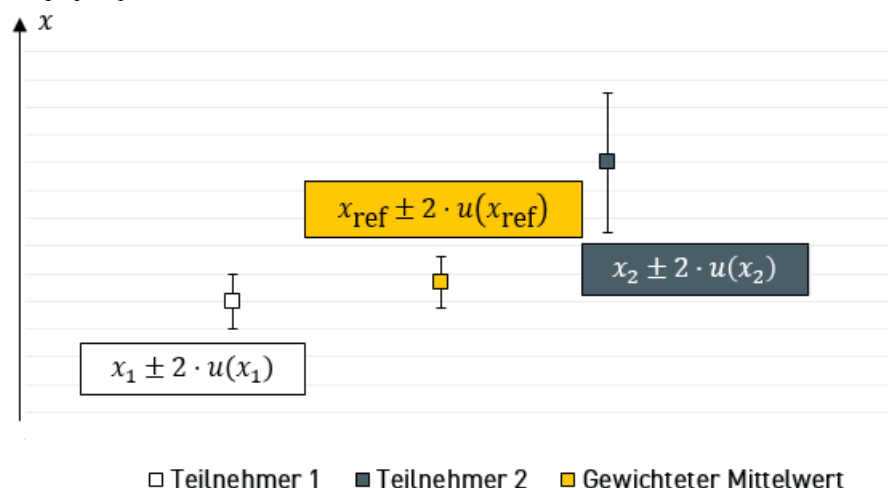 x
x_ref ± 2 · u(x_ref)
x_2 ± 2 · u(x_2)
x_1 ± 2 · u(x_1)
Teilnehmer 1 Teilnehmer 2 Gewichteter Mittelwert